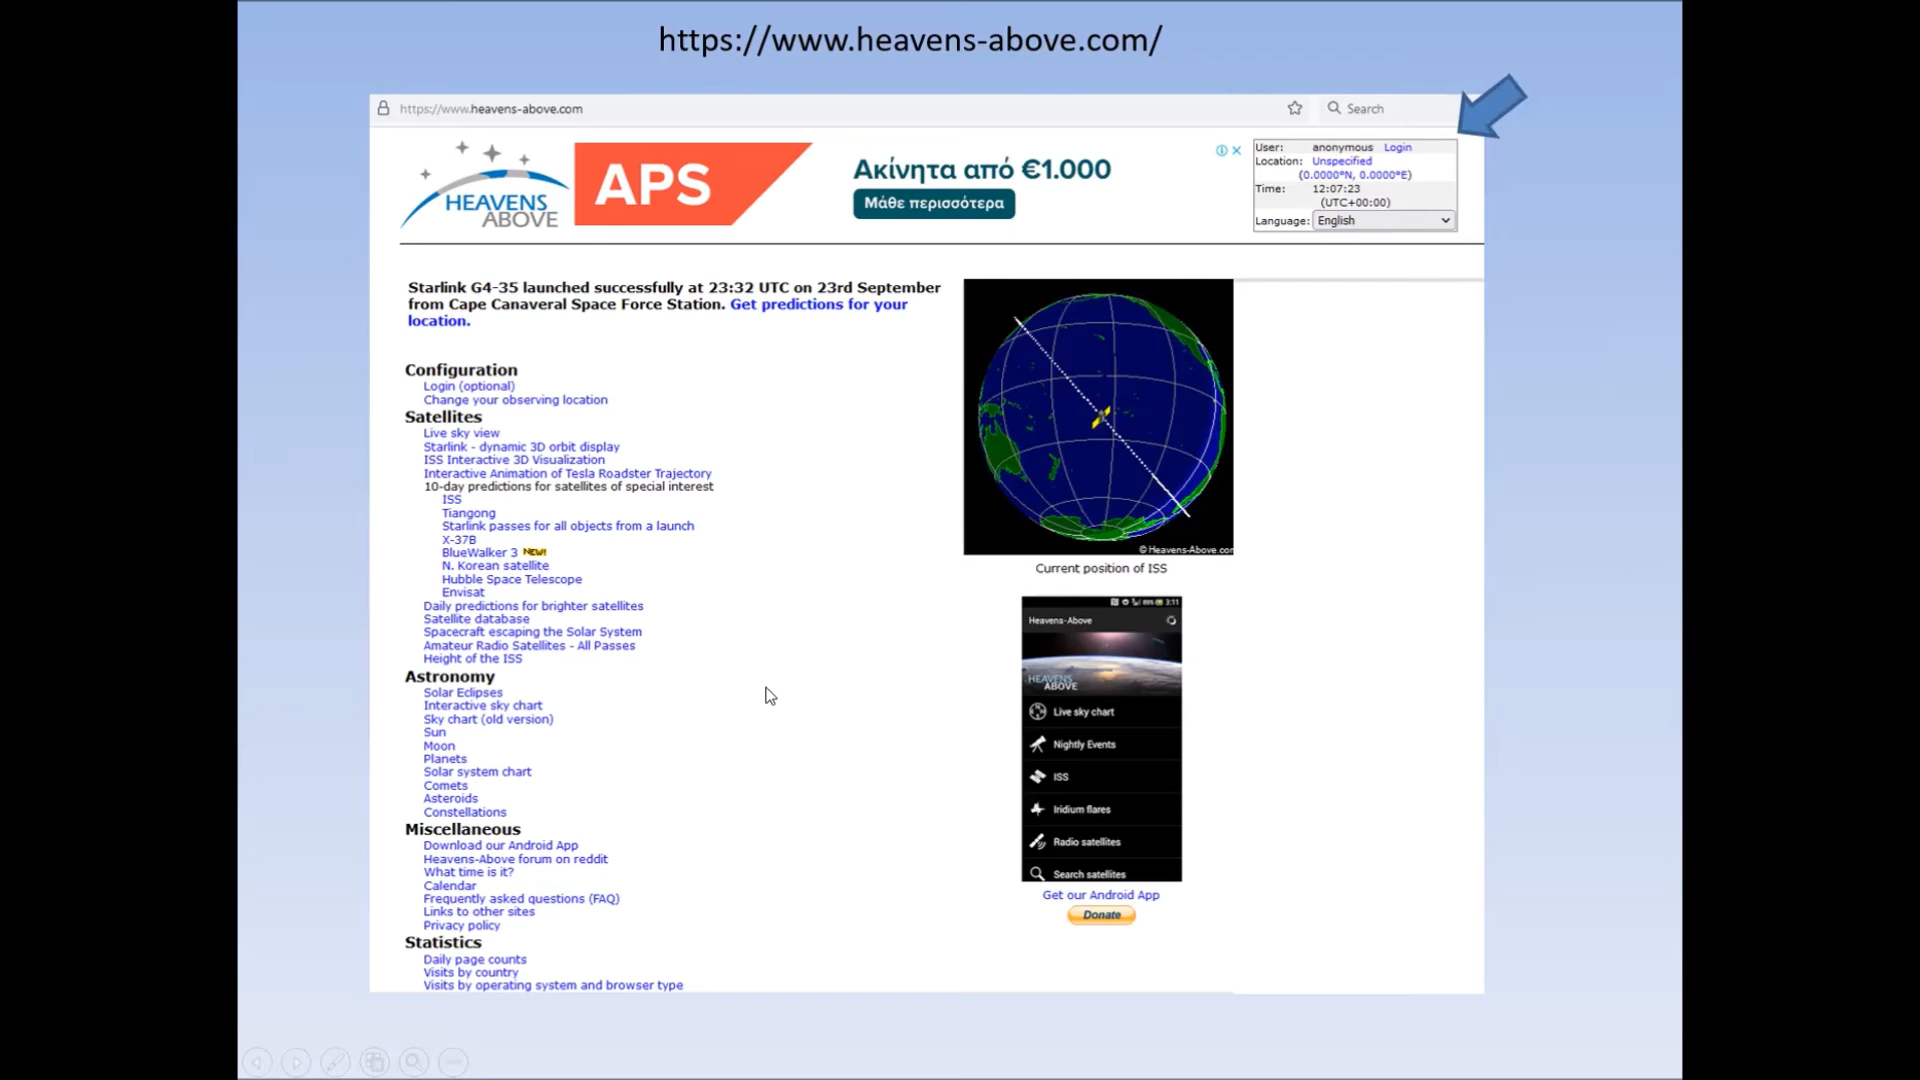 https://www.heavens-above.com/
https://www.heavens-above.com
Search
HEAVENS
ABOVE
APS
Ακίνητα από €1.000
Μάθε περισσότερα
User: anonymous Login
Location: Unspecified
(0.0000°N, 0.0000°E)
Time: 12:07:23
(UTC+00:00)
Language: English
Starlink G4-35 launched successfully at 23:32 UTC on 23rd September
from Cape Canaveral Space Force Station. Get predictions for your
location.
Configuration
Login (optional)
Change your observing location
Satellites
Live sky view
Starlink - dynamic 3D orbit display
ISS Interactive 3D Visualization
Interactive Animation of Tesla Roadster Trajectory
10-day predictions for satellites of special interest
ISS
Tiangong
Starlink passes for all objects from a launch
X-37B
BlueWalker 3 NEW!
N. Korean satellite
Hubble Space Telescope
Envisat
Daily predictions for brighter satellites
Satellite database
Spacecraft escaping the Solar System
Amateur Radio Satellites - All Passes
Height of the ISS
Astronomy
Solar Eclipses
Interactive sky chart
Sky chart (old version)
Sun
Moon
Planets
Solar system chart
Comets
Asteroids
Constellations
Miscellaneous
Download our Android App
Heavens-Above forum on reddit
What time is it?
Calendar
Frequently asked questions (FAQ)
Links to other sites
Privacy policy
Statistics
Daily page counts
Visits by country
Visits by operating system and browser type
© Heavens-Above.com
Current position of ISS
3:11
Heavens-Above
HEAVENS
ABOVE
Live sky chart
Nightly Events
ISS
Iridium flares
Radio satellites
Search satellites
Get our Android App
Donate